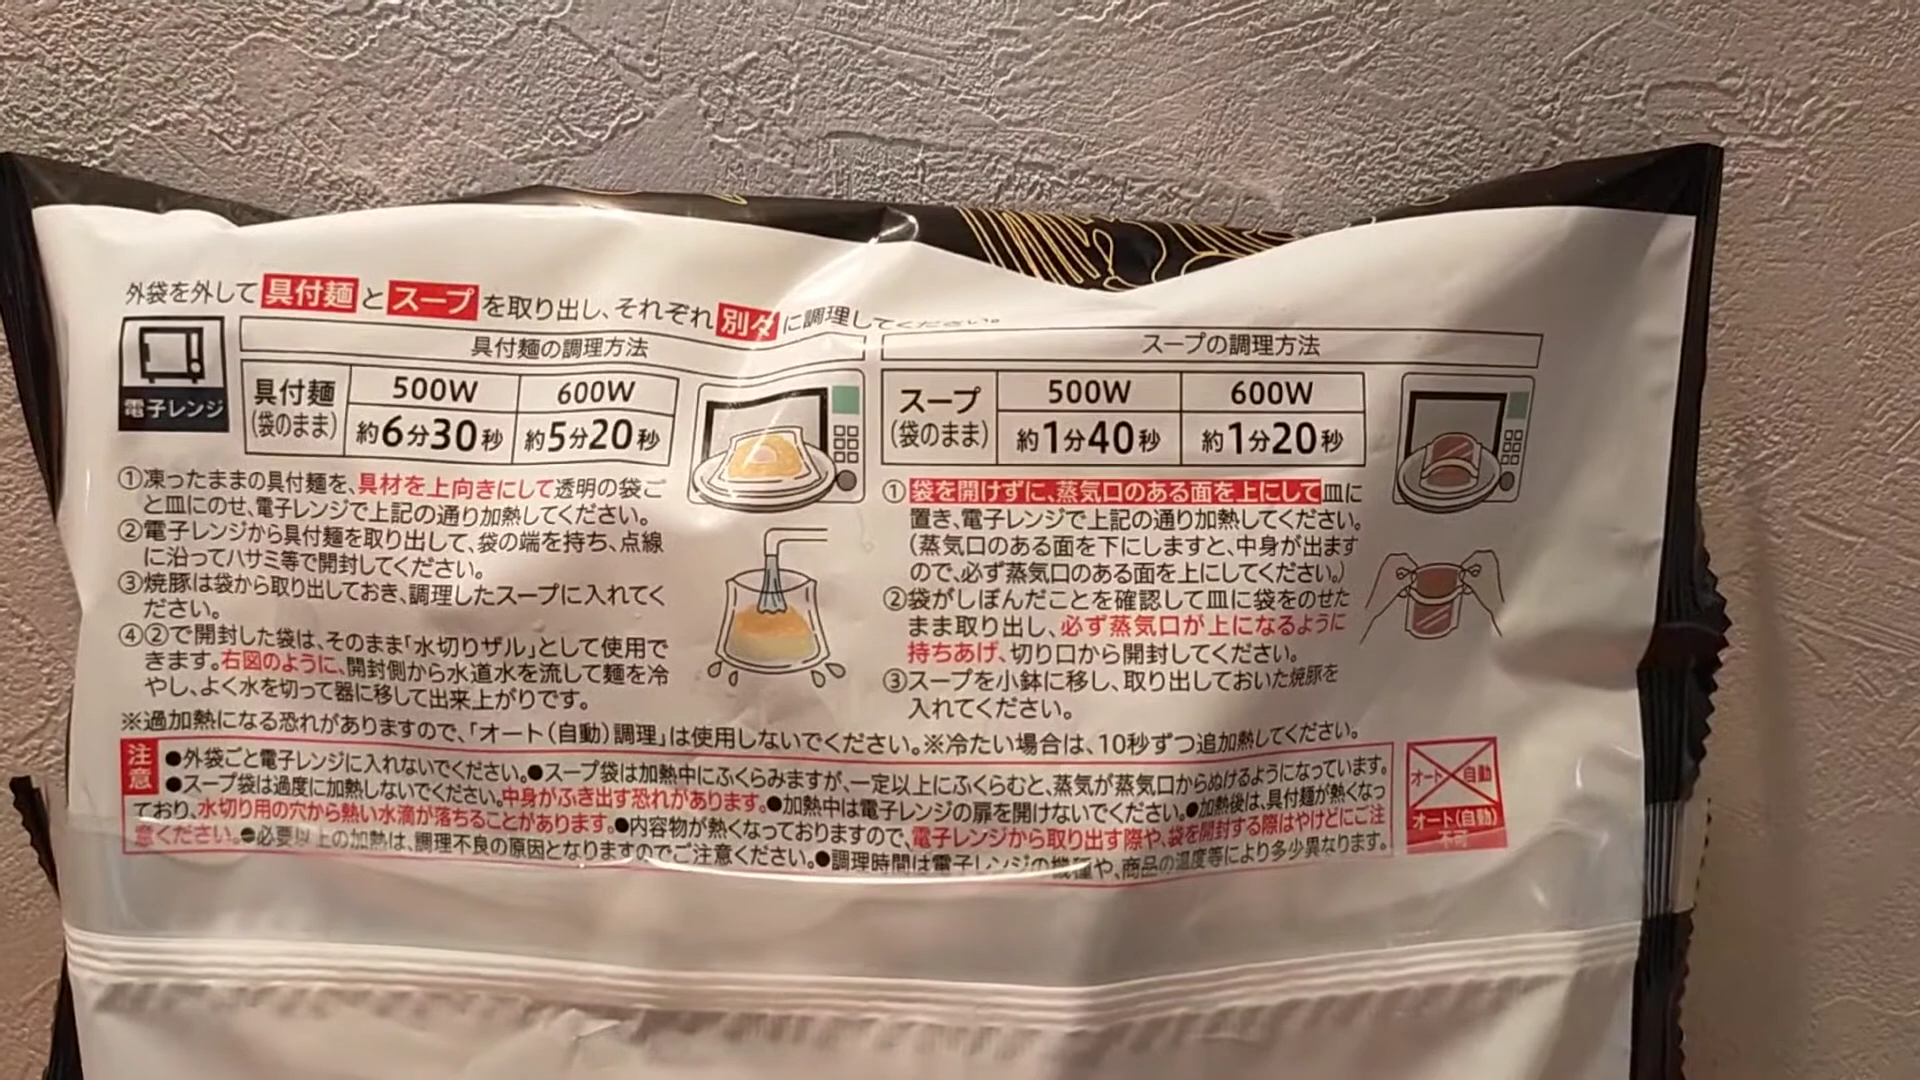 外袋を外して具付麺とスープを取り出し、それぞれ別々に調理してください。
電子レンジ
具付麺の調理方法
具付麺
(袋のまま)
500W
600W
約6分30秒
約5分20秒
①凍ったままの具付麺を、具材を上向きにして透明の袋ご
と皿にのせ、電子レンジで上記の通り加熱してください。
②電子レンジから具付麺を取り出して、袋の端を持ち、点線
に沿ってハサミ等で開封してください。
③焼豚は袋から取り出しておき、調理したスープに入れてく
ださい。
④②で開封した袋は、そのまま「水切りザル」として使用で
きます。右図のように、開封側から水道水を流して麺を冷
やし、よく水を切って器に移して出来上がりです。
スープの調理方法
スープ
(袋のまま)
500W
600W
約1分40秒
約1分20秒
①袋を開けずに、蒸気口のある面を上にして皿に
置き、電子レンジで上記の通り加熱してください。
(蒸気口のある面を下にしますと、中身が出ます
ので、必ず蒸気口のある面を上にしてください。)
②袋がしぼんだことを確認して皿に袋をのせた
まま取り出し、必ず蒸気口が上になるように
持ちあげ、切り口から開封してください。
③スープを小鉢に移し、取り出しておいた焼豚を
入れてください。
※過加熱になる恐れがありますので、「オート(自動)調理」は使用しないでください。※冷たい場合は、10秒ずつ追加熱してください。
注意
●外袋ごと電子レンジに入れないでください。●スープ袋は加熱中にふくらみますが、一定以上にふくらむと、蒸気が蒸気口からぬけるようになっています。
●スープ袋は過度に加熱しないでください。中身がふき出す恐れがあります。●加熱中は電子レンジの扉を開けないでください。●加熱後は、具付麺が熱くなっ
ており、水切り用の穴から熱い水滴が落ちることがあります。●内容物が熱くなっておりますので、電子レンジから取り出す際や、袋を開封する際はやけどにご注
意ください。●必要以上の加熱は、調理不良の原因となりますのでご注意ください。●調理時間は電子レンジの機種や、商品の温度等により多少異なります。
オート 自動
オート(自動)
不可